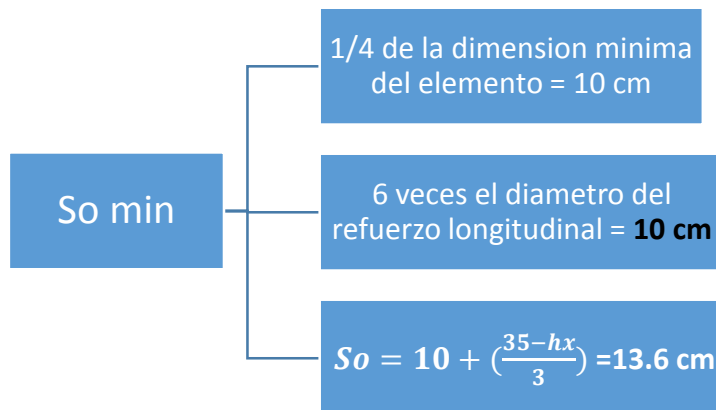 So min
1/4 de la dimension minima
del elemento = 10 cm
6 veces el diametro del
refuerzo longitudinal = 10 cm
So = 10 + (\frac{35-hx}{3}) =13.6 cm